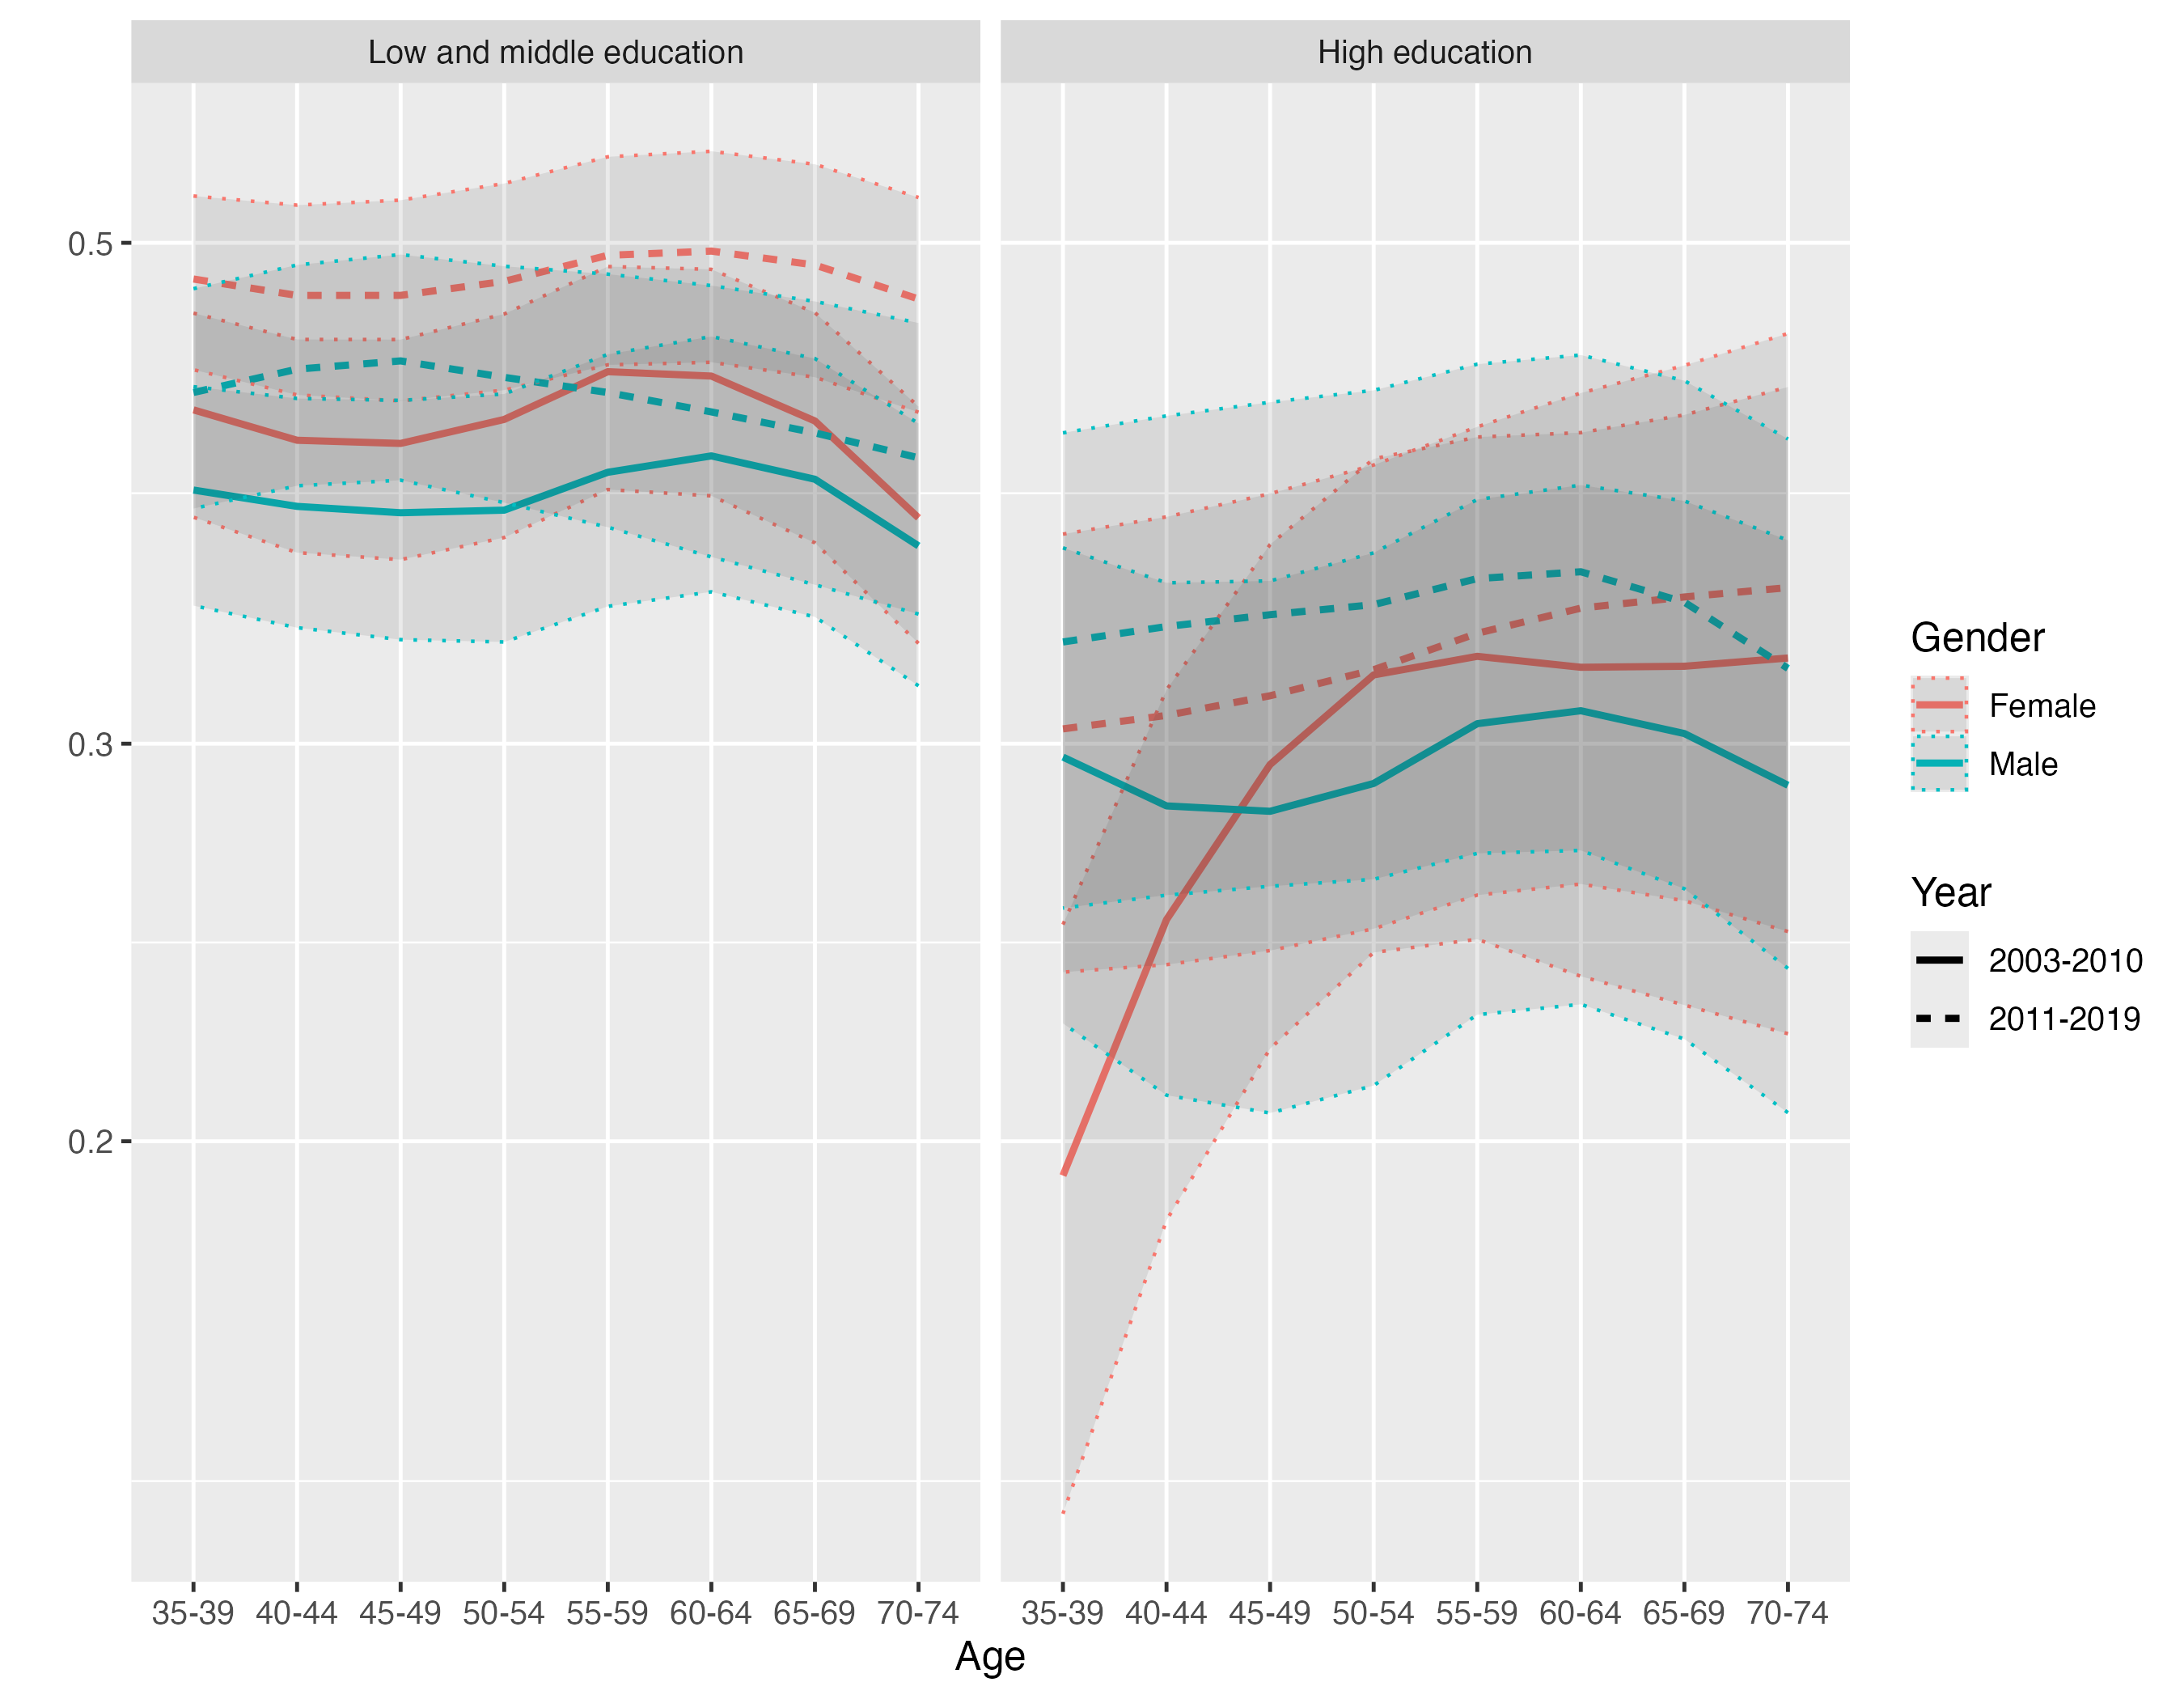 Low and middle education
High education
0.5
0.3
0.2
35-39 40-44 45-49 50-54 55-59 60-64 65-69 70-74
35-39 40-44 45-49 50-54 55-59 60-64 65-69 70-74
Age
Gender
Female
Male
Year
2003-2010
2011-2019